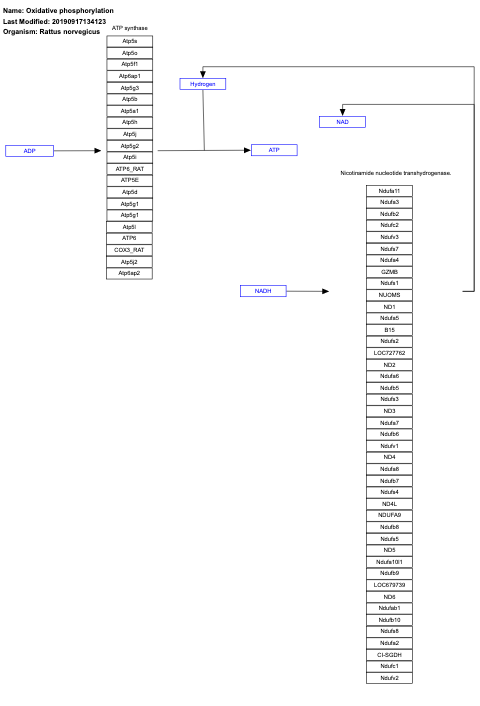 Name: Oxidative phosphorylation
Last Modified: 20190917134123
Organism: Rattus norvegicus
ATP synthase
Atp5s
Atp5o
Atp5f1
Atp6ap1
Atp5g3
Atp5b
Atp5a1
Atp5h
Atp5j
Atp5g2
Atp5i
ATP6_RAT
ATP5E
Atp5d
Atp5g1
Atp5g1
Atp5l
ATP6
COX3_RAT
Atp5j2
Atp6ap2
ADP
Hydrogen
ATP
NAD
NADH
Nicotinamide nucleotide transhydrogenase.
Ndufa11
Ndufa3
Ndufb2
Ndufc2
Ndufv3
Ndufs7
Ndufa4
GZMB
Ndufs1
NUOMS
ND1
Ndufa5
B15
Ndufs2
LOC727762
ND2
Ndufs6
Ndufb5
Ndufs3
ND3
Ndufa7
Ndufb6
Ndufv1
ND4
Ndufa8
Ndufb7
Ndufs4
ND4L
NDUFA9
Ndufb8
Ndufs5
ND5
Ndufa10l1
Ndufb9
LOC679739
ND6
Ndufab1
Ndufb10
Ndufs8
Ndufa2
CI-SGDH
Ndufc1
Ndufv2